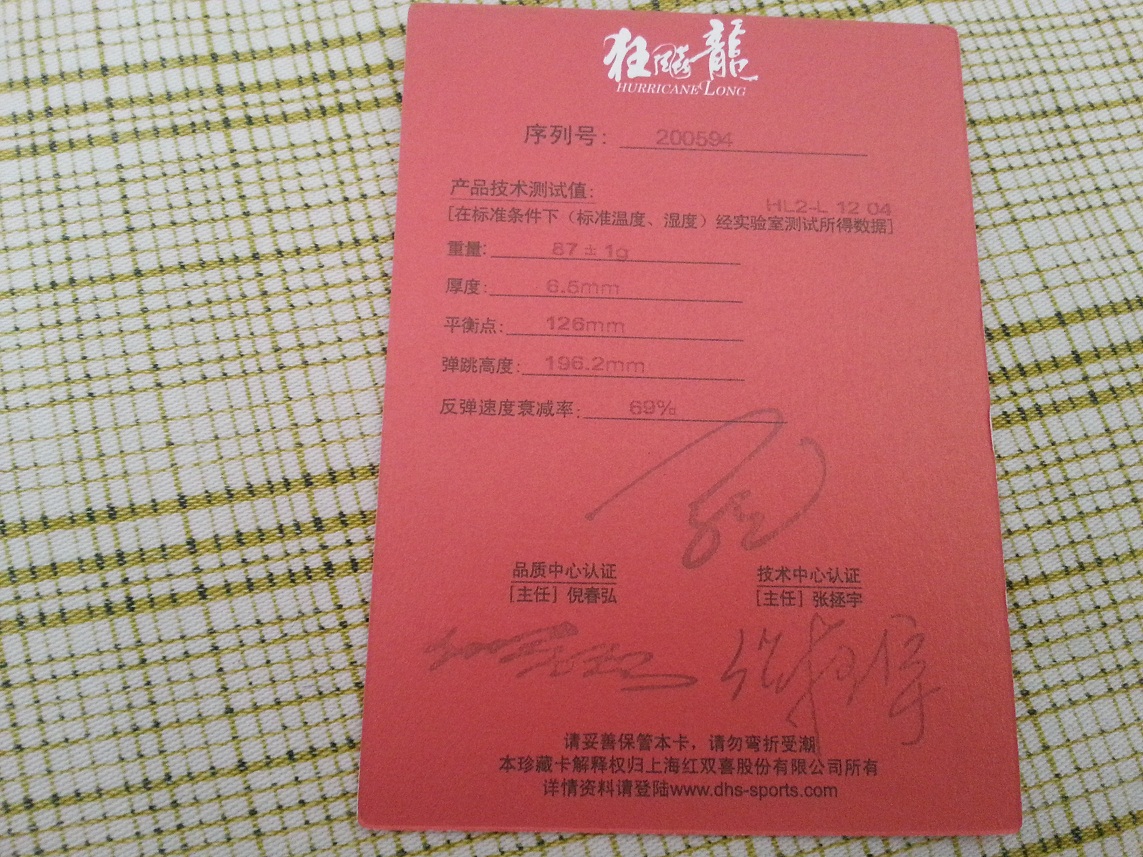 狂飚龍
HURRICANE LONG
序列号: 200594
产品技术测试值:
HL2-L 12 04
[在标准条件下（标准温度、湿度）经实验室测试所得数据]
重量: 87 ± 1g
厚度: 6.5mm
平衡点: 126mm
弹跳高度: 196.2mm
反弹速度衰减率: 69%
品质中心认证 技术中心认证
[主任] 倪春弘 [主任] 张拯宇
请妥善保管本卡，请勿弯折受潮
本珍藏卡解释权归上海红双喜股份有限公司所有
详情资料请登陆www.dhs-sports.com